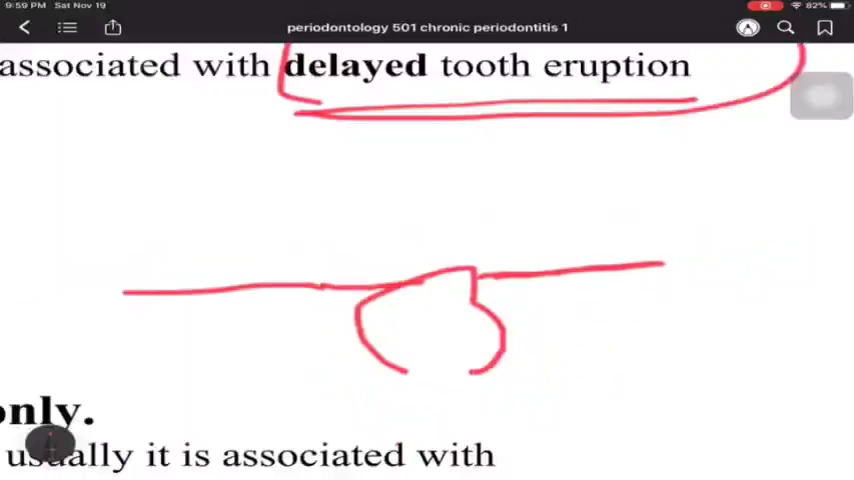 9:59 PM Sat Nov 19
82%
periodontology 501 chronic periodontitis 1
associated with delayed tooth eruption
only.
usually it is associated with